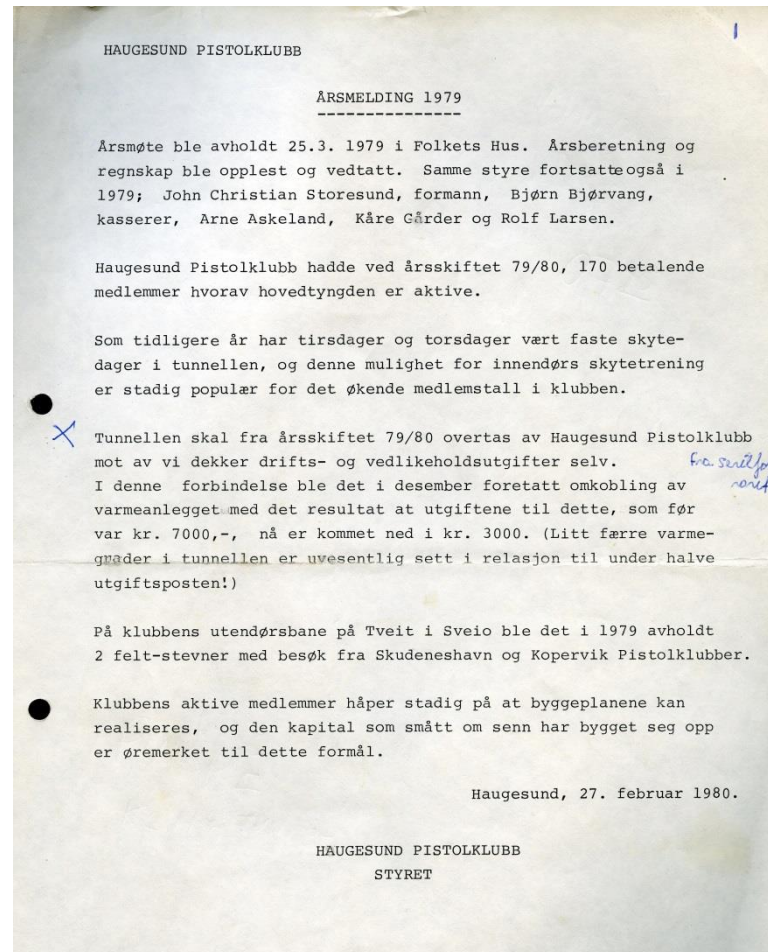 1
HAUGESUND PISTOLKLUBB
ÅRSMELDING 1979
Årsmøte ble avholdt 25.3. 1979 i Folkets Hus. Årsberetning og
regnskap ble opplest og vedtatt. Samme styre fortsatte også i
1979; John Christian Storesund, formann, Bjørn Bjørvang,
kasserer, Arne Askeland, Kåre Gårder og Rolf Larsen.
Haugesund Pistolklubb hadde ved årsskiftet 79/80, 170 betalende
medlemmer hvorav hovedtyngden er aktive.
Som tidligere år har tirsdager og torsdager vært faste skyte-
dager i tunnellen, og denne mulighet for innendørs skytetrening
er stadig populær for det økende medlemstall i klubben.
X Tunnellen skal fra årsskiftet 79/80 overtas av Haugesund Pistolklubb
mot av vi dekker drifts- og vedlikeholdsutgifter selv.
fra
I denne forbindelse ble det i desember foretatt omkobling av
varmeanlegget med det resultat at utgiftene til dette, som før
var kr. 7000,-, nå er kommet ned i kr. 3000. (Litt færre varme-
grader i tunnellen er uvesentlig sett i relasjon til under halve
utgiftsposten!)
På klubbens utendørsbane på Tveit i Sveio ble det i 1979 avholdt
2 felt-stevner med besøk fra Skudeneshavn og Kopervik Pistolklubber.
Klubbens aktive medlemmer håper stadig på at byggeplanene kan
realiseres, og den kapital som smått om senn har bygget seg opp
er øremerket til dette formål.
Haugesund, 27. februar 1980.
HAUGESUND PISTOLKLUBB
STYRET